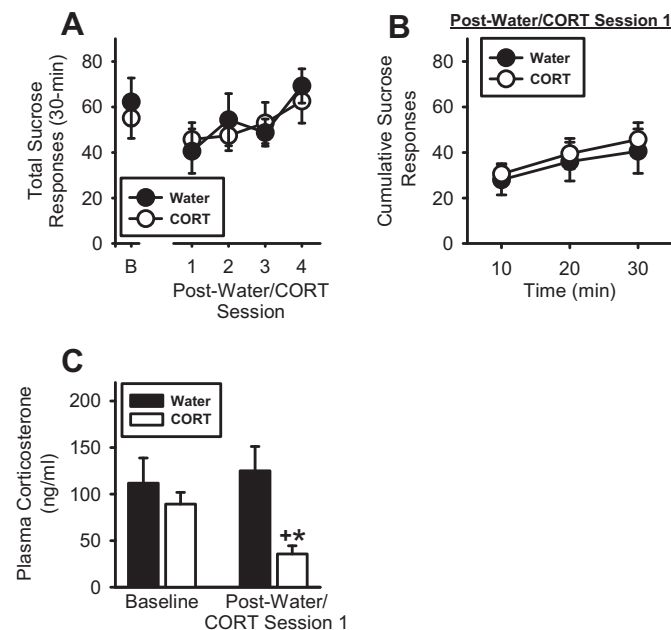 A
Total Sucrose
Responses (30-min)
80
60
40
20
0
Water
CORT
B
1
2
3
4
Post-Water/CORT
Session
B
Post-Water/CORT Session 1
Cumulative Sucrose
Responses
80
60
40
20
0
Water
CORT
10
20
30
Time (min)
C
Plasma Corticosterone
(ng/ml)
200
150
100
50
0
Water
CORT
+*
Baseline
Post-Water/
CORT Session 1